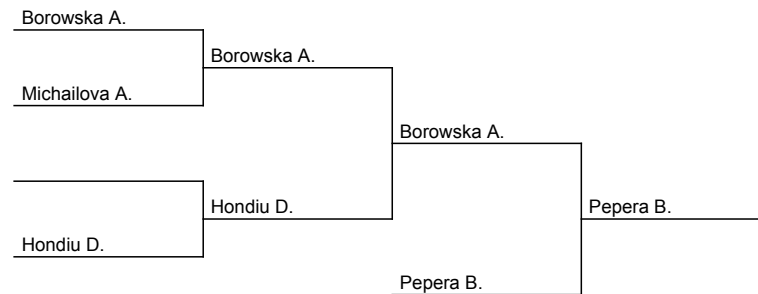 Borowska A.
Borowska A.
Michailova A.
Borowska A.
Hondiu D.
Pepera B.
Hondiu D.
Pepera B.